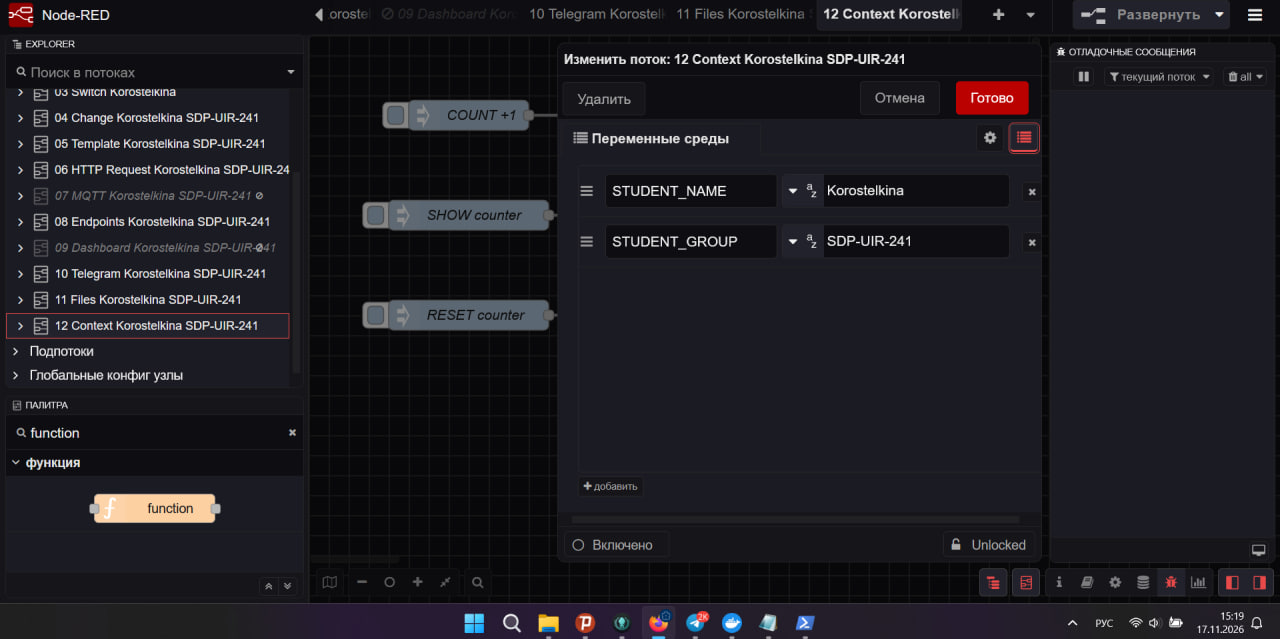 Node-RED
orostel
09 Dashboard Koro
10 Telegram Korostelk
11 Files Korostelkina
12 Context Korostelk
Развернуть
EXPLORER
Поиск в потоках
03 Switch Korostelkina
04 Change Korostelkina SDP-UIR-241
05 Template Korostelkina SDP-UIR-241
06 HTTP Request Korostelkina SDP-UIR-24
07 MQTT Korostelkina SDP-UIR-241
08 Endpoints Korostelkina SDP-UIR-241
09 Dashboard Korostelkina SDP-UIR-241
10 Telegram Korostelkina SDP-UIR-241
11 Files Korostelkina SDP-UIR-241
12 Context Korostelkina SDP-UIR-241
Подпотоки
Глобальные конфиг узлы
ПАЛИТРА
function
функция
function
COUNT +1
SHOW counter
RESET counter
Изменить поток: 12 Context Korostelkina SDP-UIR-241
Удалить
Отмена
Готово
Переменные среды
STUDENT_NAME
az
Korostelkina
STUDENT_GROUP
az
SDP-UIR-241
добавить
Включено
Unlocked
ОТЛАДОЧНЫЕ СООБЩЕНИЯ
текущий поток
all
2K
РУС
15:19
17.11.2026